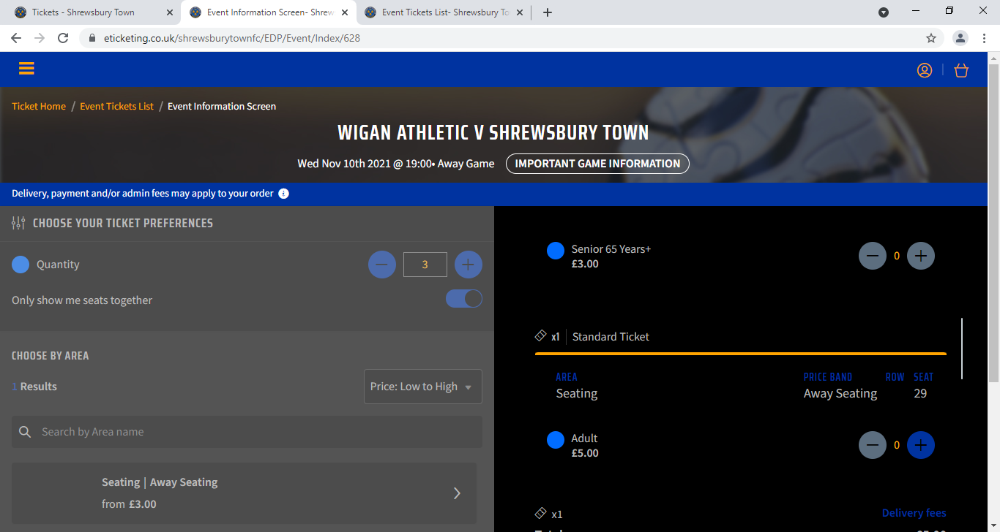 Tickets - Shrewsbury Town
Event Information Screen- Shrew
Event Tickets List- Shrewsbury To
eticketing.co.uk/shrewsburytownfc/EDP/Event/Index/628
Ticket Home / Event Tickets List / Event Information Screen
WIGAN ATHLETIC V SHREWSBURY TOWN
Wed Nov 10th 2021 @ 19:00• Away Game
IMPORTANT GAME INFORMATION
Delivery, payment and/or admin fees may apply to your order
CHOOSE YOUR TICKET PREFERENCES
Quantity
3
Only show me seats together
CHOOSE BY AREA
1 Results
Price: Low to High
Search by Area name
Seating | Away Seating
from £3.00
Senior 65 Years+
£3.00
0
x1 | Standard Ticket
AREA PRICE BAND ROW SEAT
Seating Away Seating 29
Adult
£5.00
0
x1
Delivery fees